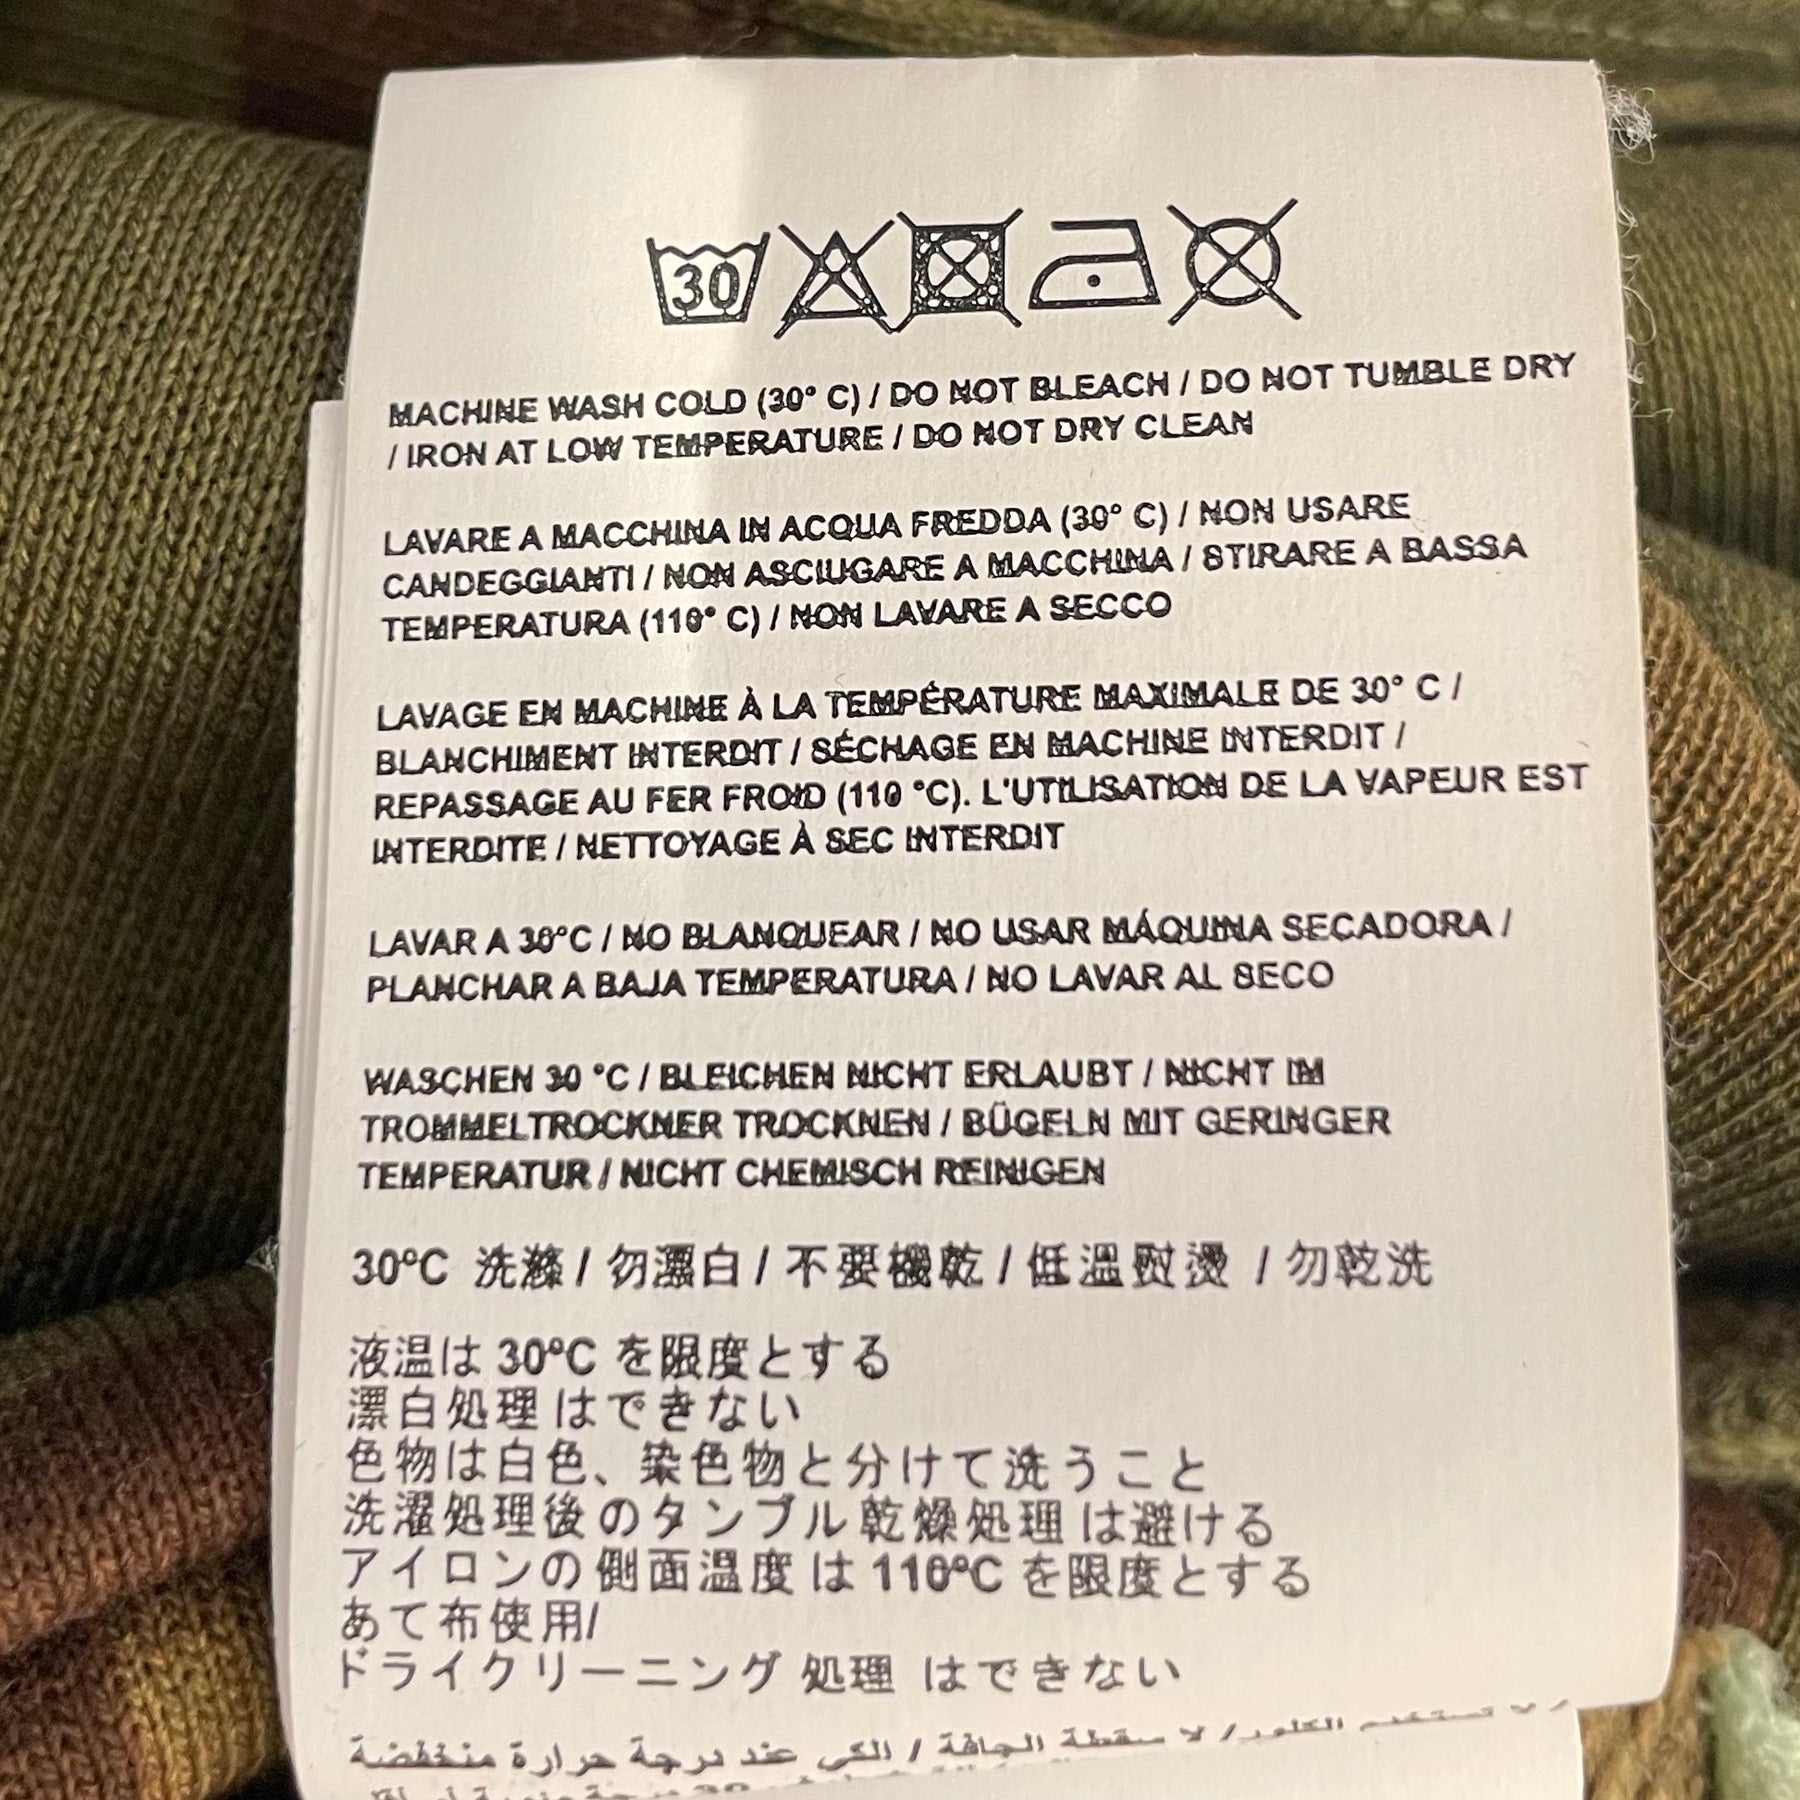 30
MACHINE WASH COLD (30° C) / DO NOT BLEACH / DO NOT TUMBLE DRY
/ IRON AT LOW TEMPERATURE / DO NOT DRY CLEAN
LAVARE A MACCHINA IN ACQUA FREDDA (30° C) / NON USARE
CANDEGGIANTI / NON ASCIUGARE A MACCHINA / STIRARE A BASSA
TEMPERATURA (110° C) / NON LAVARE A SECCO
LAVAGE EN MACHINE À LA TEMPÉRATURE MAXIMALE DE 30° C /
BLANCHIMENT INTERDIT / SÉCHAGE EN MACHINE INTERDIT /
REPASSAGE AU FER FROID (110 °C). L'UTILISATION DE LA VAPEUR EST
INTERDITE / NETTOYAGE À SEC INTERDIT
LAVAR A 30°C / NO BLANQUEAR / NO USAR MÁQUINA SECADORA /
PLANCHAR A BAJA TEMPERATURA / NO LAVAR AL SECO
WASCHEN 30 °C / BLEICHEN NICHT ERLAUBT / NICHT IM
TROMMELTROCKNER TROCKNEN / BÜGELN MIT GERINGER
TEMPERATUR / NICHT CHEMISCH REINIGEN
30ºC 洗滌 / 勿漂白 / 不要機乾 / 低溫熨燙 / 勿乾洗
液温は 30ºC を限度とする
漂白処理 はできない
色物は白色、染色物と分けて洗うこと
洗濯処理後のタンブル乾燥処理 は避ける
アイロンの側面温度 は 110ºC を限度とする
あて布使用/
ドライクリーニング 処理 はできない
/ لا تستخدم الكلور / لا سقطة الجافة / الكى عند درجة حرارة منخفضة